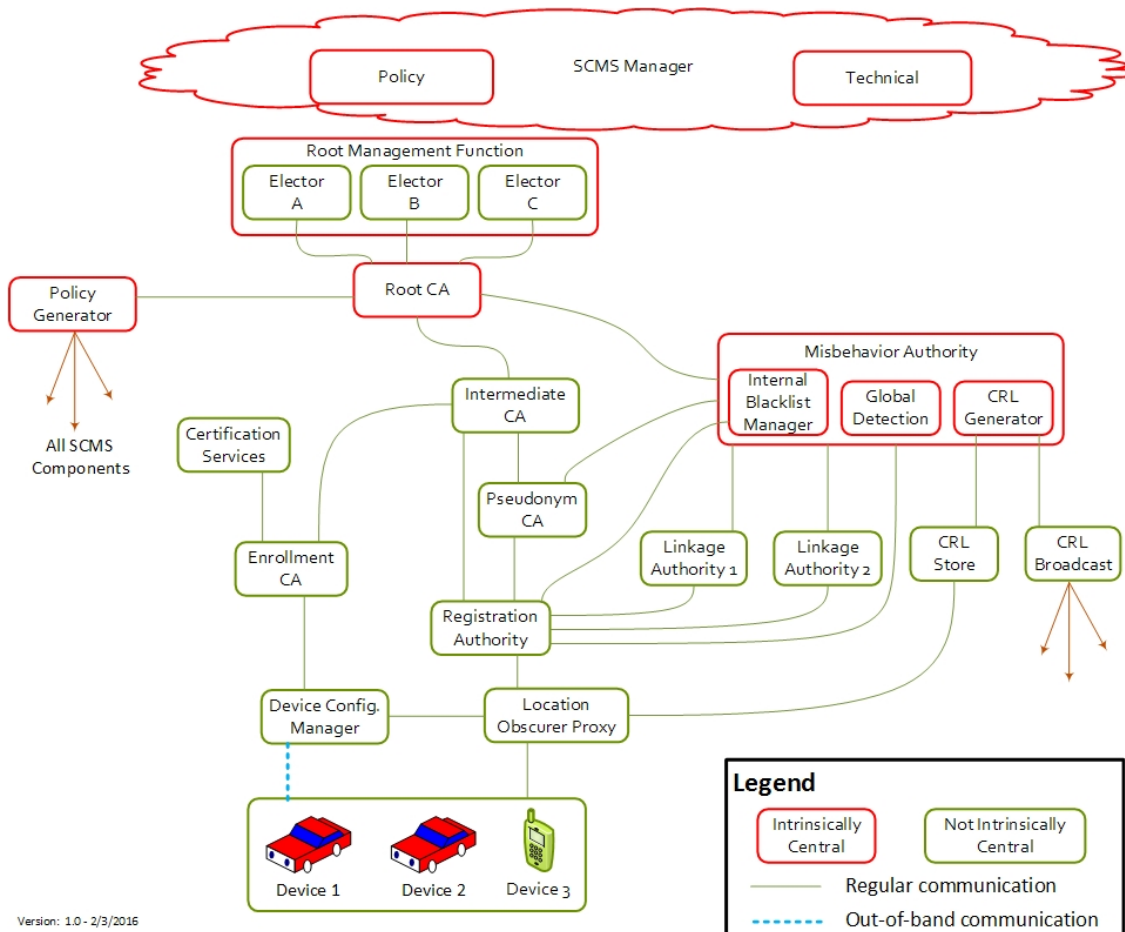 SCMS Manager
Policy
Technical
Root Management Function
Elector
A
Elector
B
Elector
C
Policy
Generator
Root CA
All SCMS
Components
Misbehavior Authority
Internal
Blacklist
Manager
Global
Detection
CRL
Generator
Intermediate
CA
Certification
Services
Pseudonym
CA
Enrollment
CA
Linkage
Authority 1
Linkage
Authority 2
CRL
Store
CRL
Broadcast
Registration
Authority
Device Config.
Manager
Location
Obscurer Proxy
Device 1
Device 2
Device 3
Legend
Intrinsically
Central
Not Intrinsically
Central
Regular communication
Out-of-band communication
Version: 1.0 - 2/3/2016